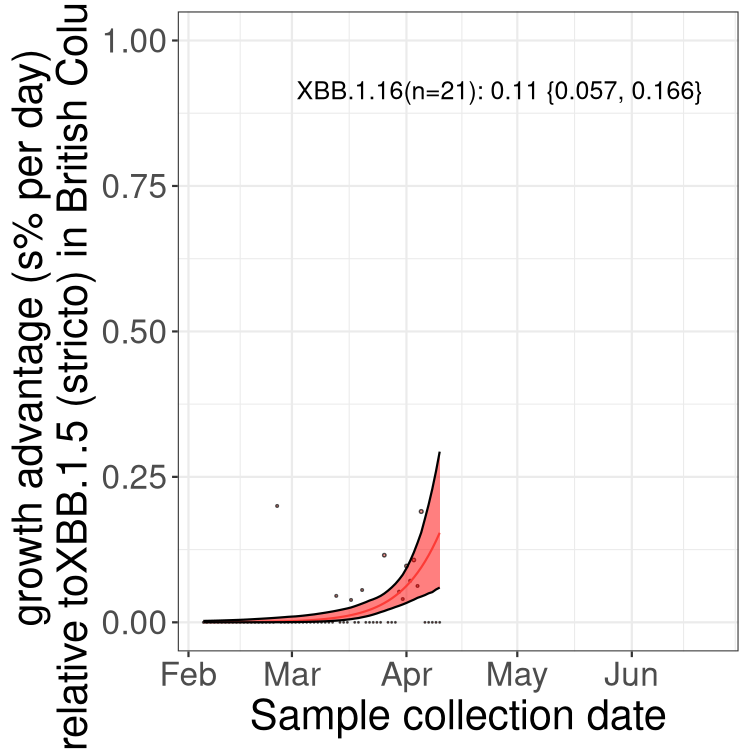 growth advantage (s% per day)
relative toXBB.1.5 (stricto) in British Colu
1.00
0.75
0.50
0.25
0.00
XBB.1.16(n=21): 0.11 {0.057, 0.166}
Feb Mar Apr May Jun
Sample collection date